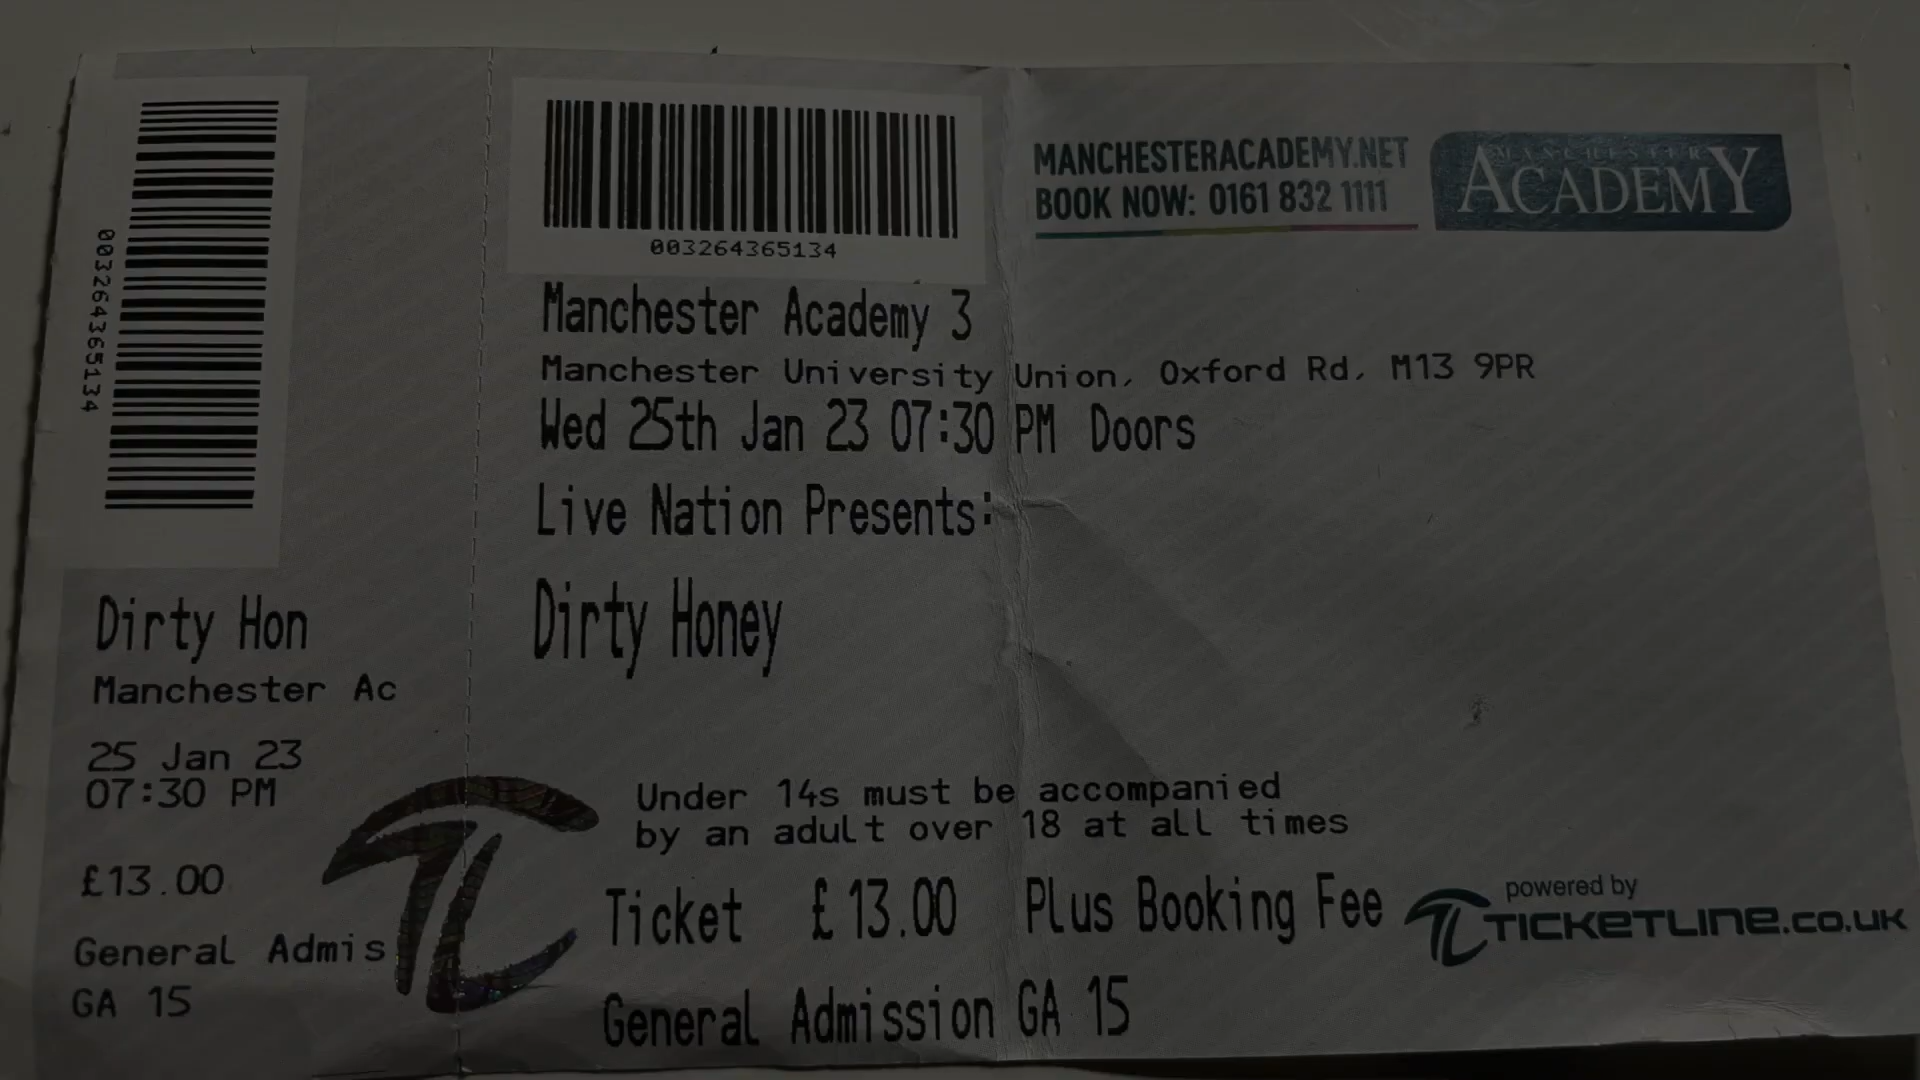 003264365134
Dirty Hon
Manchester Ac
25 Jan 23
07:30 PM
£13.00
General Admis
GA 15
003264365134
MANCHESTERACADEMY.NET
BOOK NOW: 0161 832 1111
MANCHESTER
ACADEMY
Manchester Academy 3
Manchester University Union, Oxford Rd, M13 9PR
Wed 25th Jan 23 07:30 PM Doors
Live Nation Presents:
Dirty Honey
Under 14s must be accompanied
by an adult over 18 at all times
Ticket £13.00 Plus Booking Fee
General Admission GA 15
powered by
TICKETLINE.CO.UK